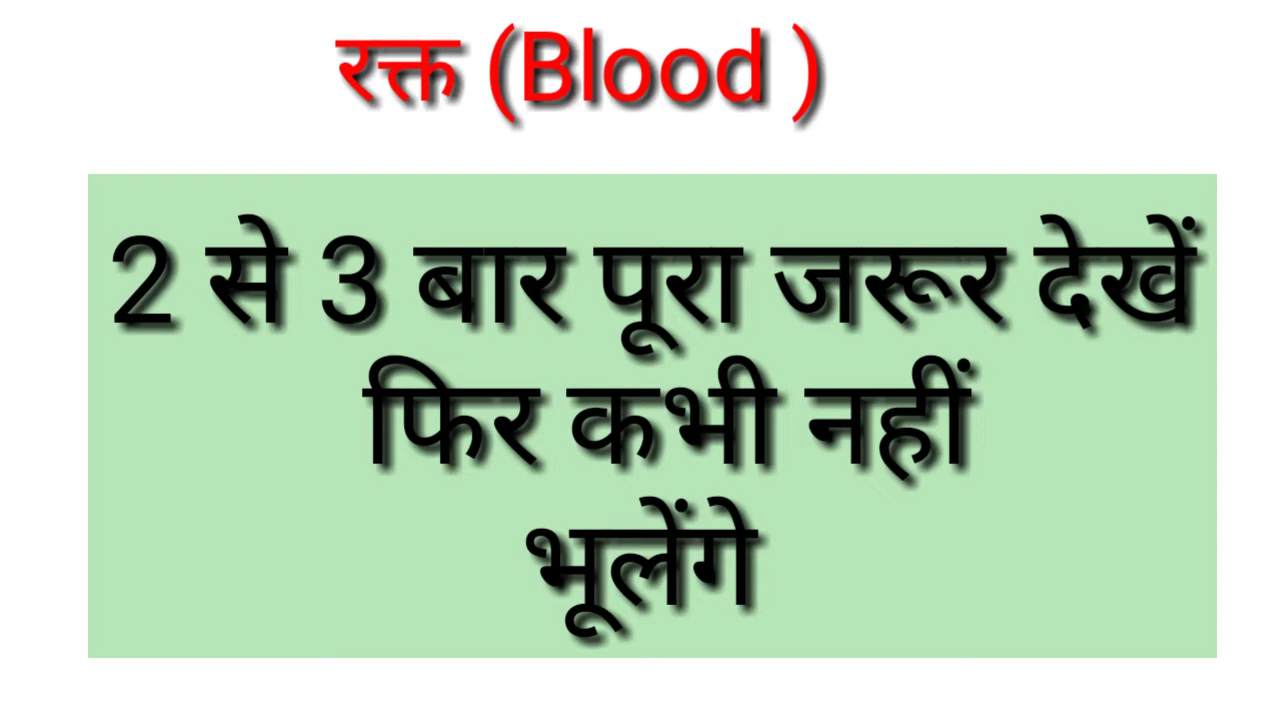 रक्त (Blood )
2 से 3 बार पूरा जरूर देखें
फिर कभी नहीं
भूलेंगे